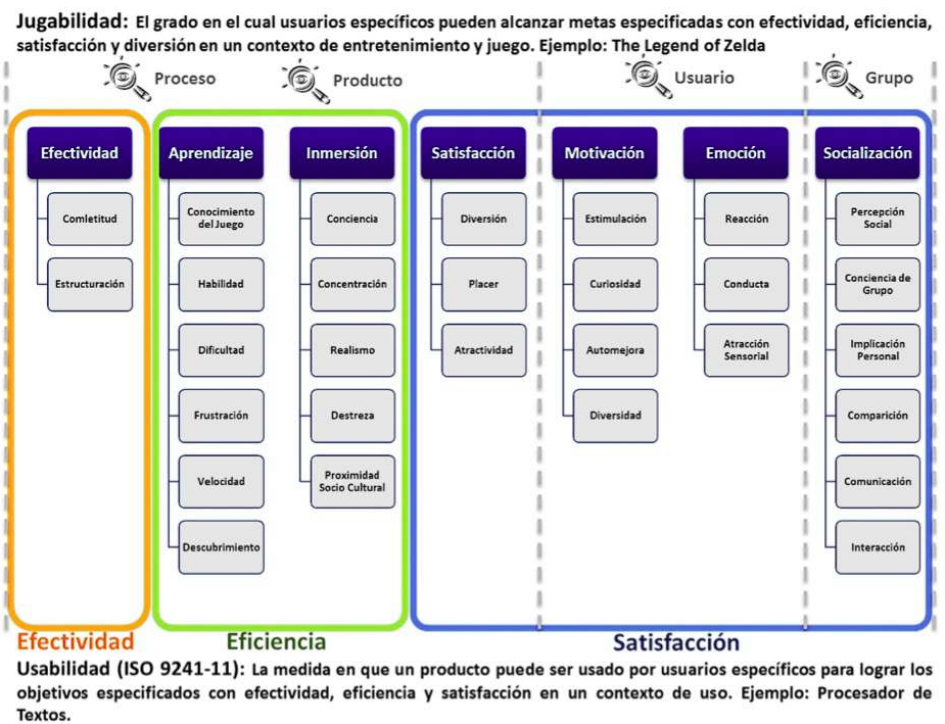 Jugabilidad: El grado en el cual usuarios específicos pueden alcanzar metas especificadas con efectividad, eficiencia,
satisfacción y diversión en un contexto de entretenimiento y juego. Ejemplo: The Legend of Zelda
Proceso
Producto
Usuario
Grupo
Efectividad
Comletitud
Estructuración
Aprendizaje
Conocimiento
del Juego
Habilidad
Dificultad
Frustración
Velocidad
Descubrimiento
Inmersión
Conciencia
Concentración
Realismo
Destreza
Proximidad
Socio Cultural
Satisfacción
Diversión
Placer
Atractividad
Motivación
Estimulación
Curiosidad
Automejora
Diversidad
Emoción
Reacción
Conducta
Atracción
Sensorial
Socialización
Percepción
Social
Conciencia de
Grupo
Implicación
Personal
Comparición
Comunicación
Interacción
Efectividad
Eficiencia
Satisfacción
Usabilidad (ISO 9241-11): La medida en que un producto puede ser usado por usuarios específicos para lograr los
objetivos especificados con efectividad, eficiencia y satisfacción en un contexto de uso. Ejemplo: Procesador de
Textos.